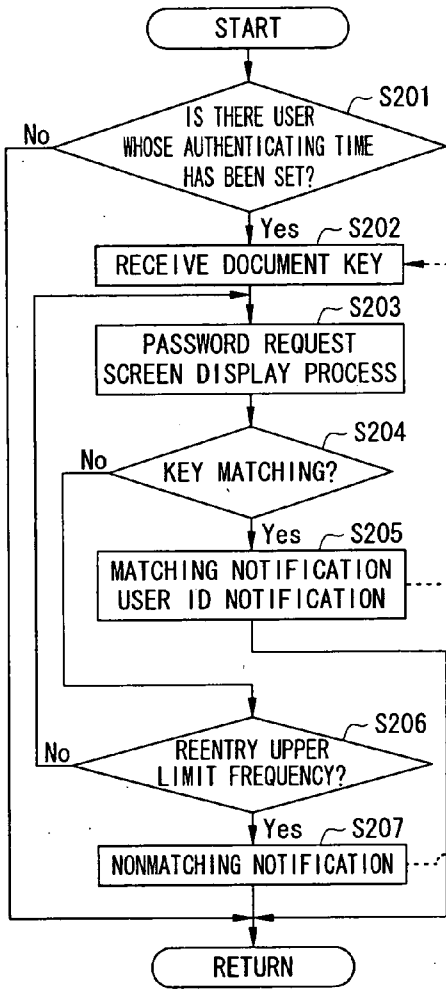 START
S201
IS THERE USER
No
WHOSE AUTHENTICATING TIME
HAS BEEN SET?
Yes
S202
RECEIVE DOCUMENT KEY
S203
PASSWORD REQUEST
SCREEN DISPLAY PROCESS
S204
No
KEY MATCHING?
Yes
S205
MATCHING NOTIFICATION
USER ID NOTIFICATION
S206
No
REENTRY UPPER
LIMIT FREQUENCY?
Yes
S207
NONMATCHING NOTIFICATION
RETURN